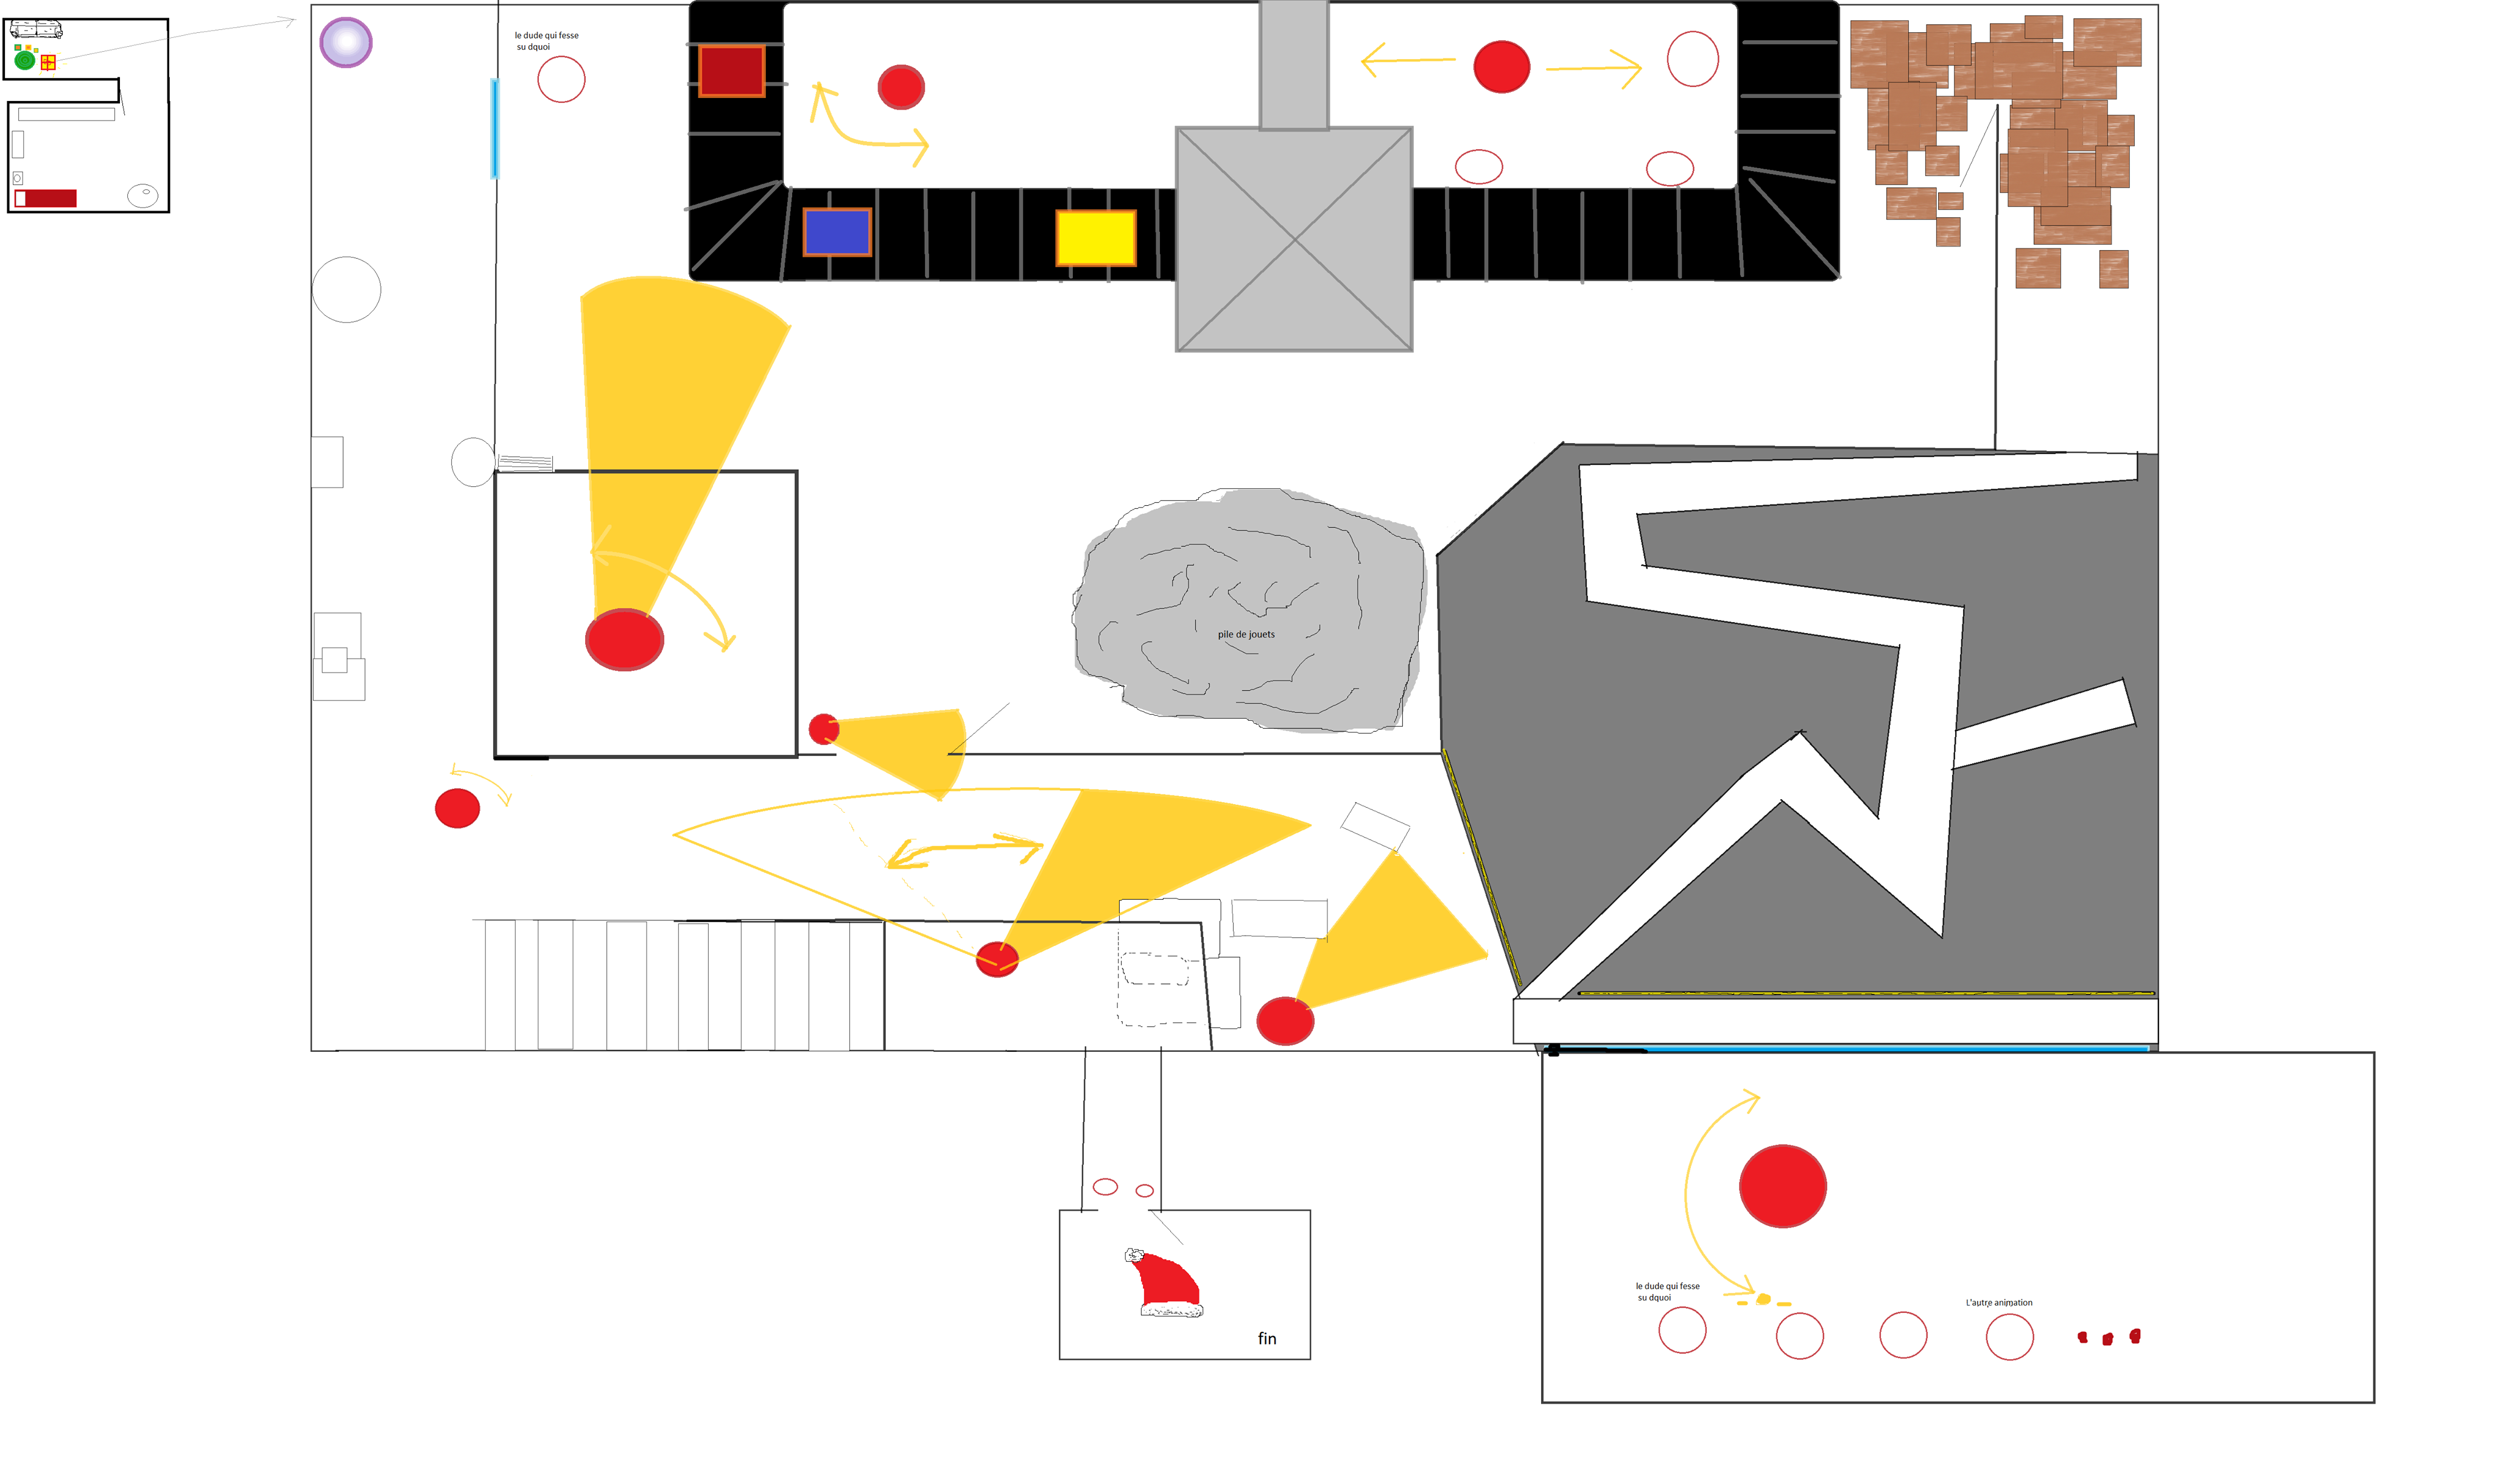 le dude qui fesse
su dquoi
pile de jouets
le dude qui fesse
su dquoi
L'autre animation
fin